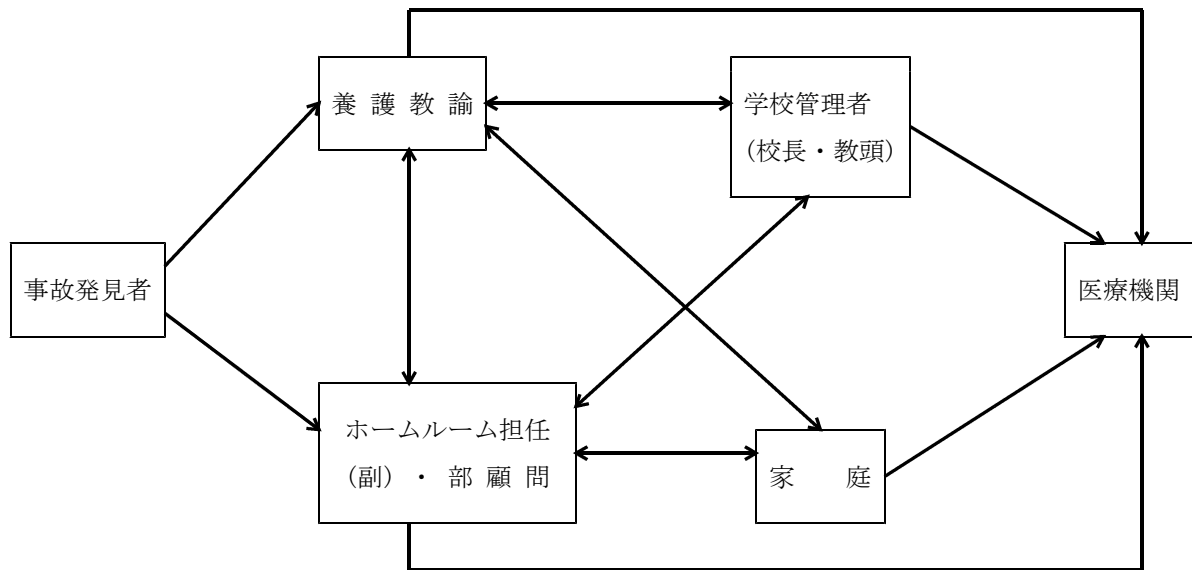 養 護 教 諭
学校管理者
(校長・教頭)
事故発見者
医療機関
ホームルーム担任
(副) ・ 部 顧 問
家　　庭